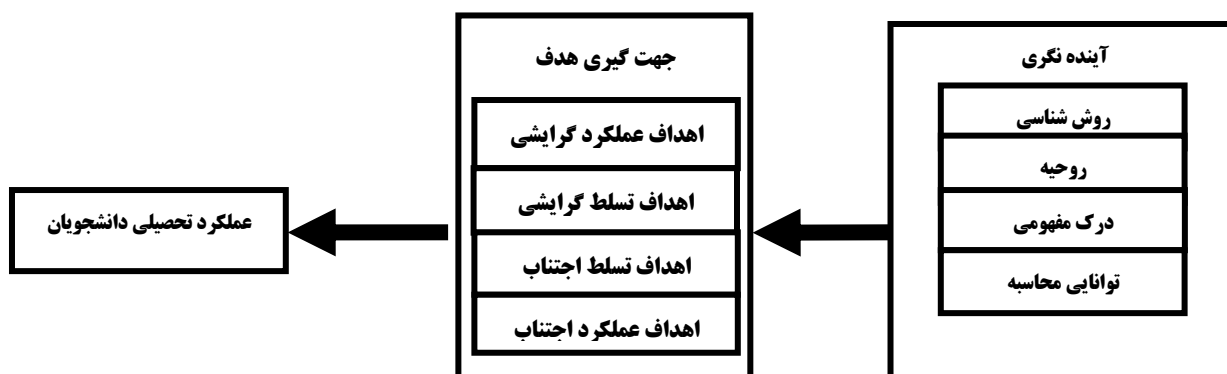 آینده نگری
روش شناسی
روحیه
درک مفهومی
توانایی محاسبه
جهت گیری هدف
اهداف عملکرد گرایشی
اهداف تسلط گرایشی
اهداف تسلط اجتناب
اهداف عملکرد اجتناب
عملکرد تحصیلی دانشجویان